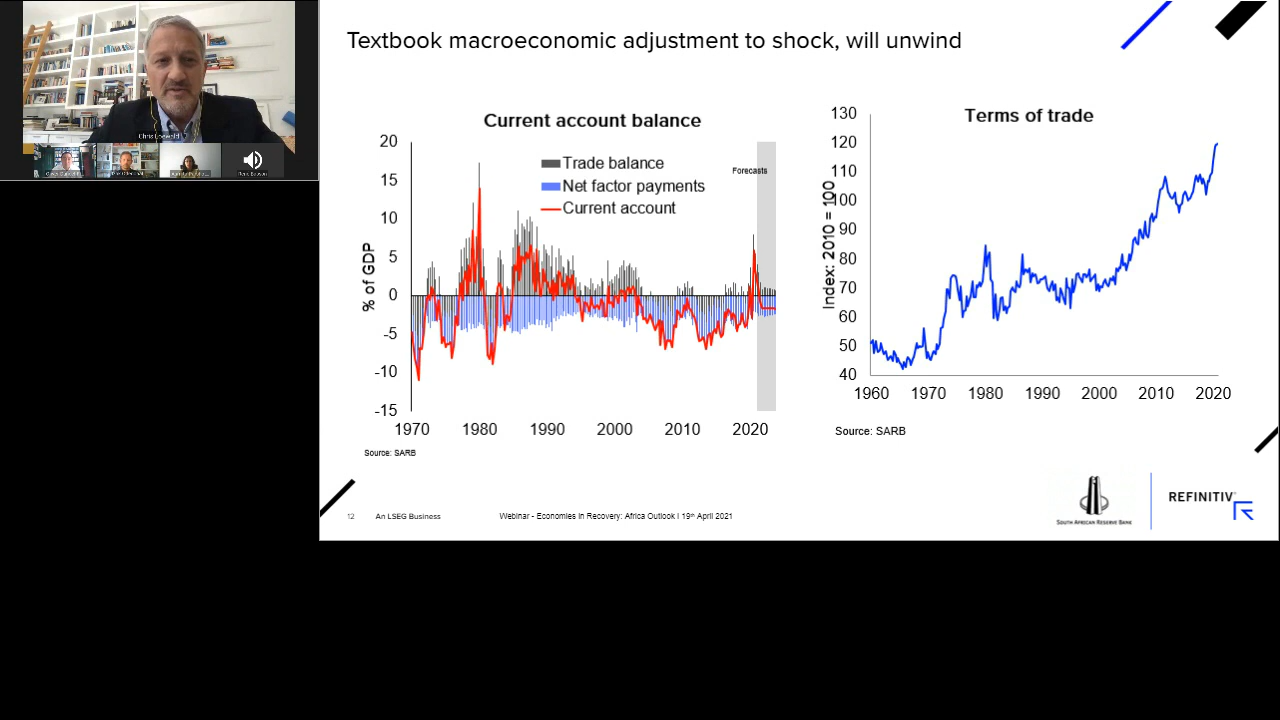 Textbook macroeconomic adjustment to shock, will unwind
Chris Loewald
Current account balance
Trade balance
Net factor payments
Current account
Forecasts
% of GDP
20
15
10
5
0
-5
-10
-15
1970 1980 1990 2000 2010 2020
Source: SARB
Terms of trade
Index: 2010 = 100
130
120
110
100
90
80
70
60
50
40
1960 1970 1980 1990 2000 2010 2020
Source: SARB
12 An LSEG Business Webinar - Economies in Recovery: Africa Outlook I 19th April 2021
SOUTH AFRICAN RESERVE BANK
REFINITIV